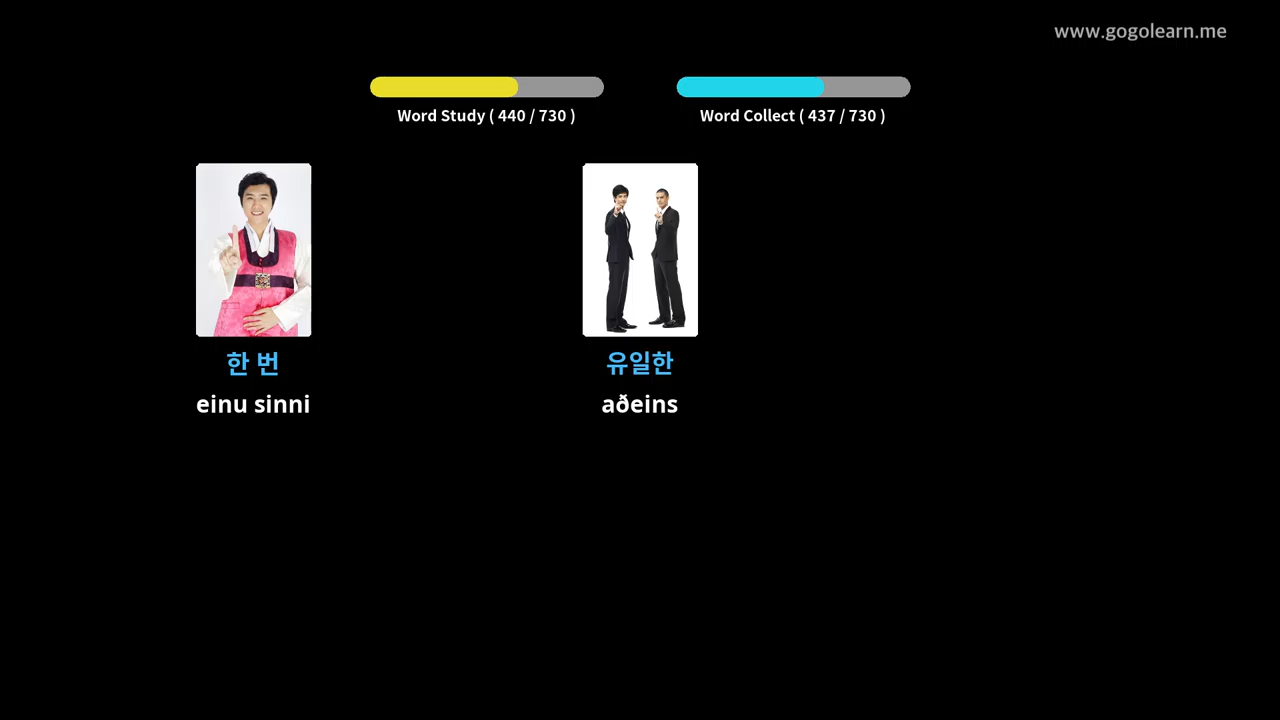 www.gogolearn.me
Word Study ( 440 / 730 )
Word Collect ( 437 / 730 )
한 번
유일한
einu sinni
aðeins